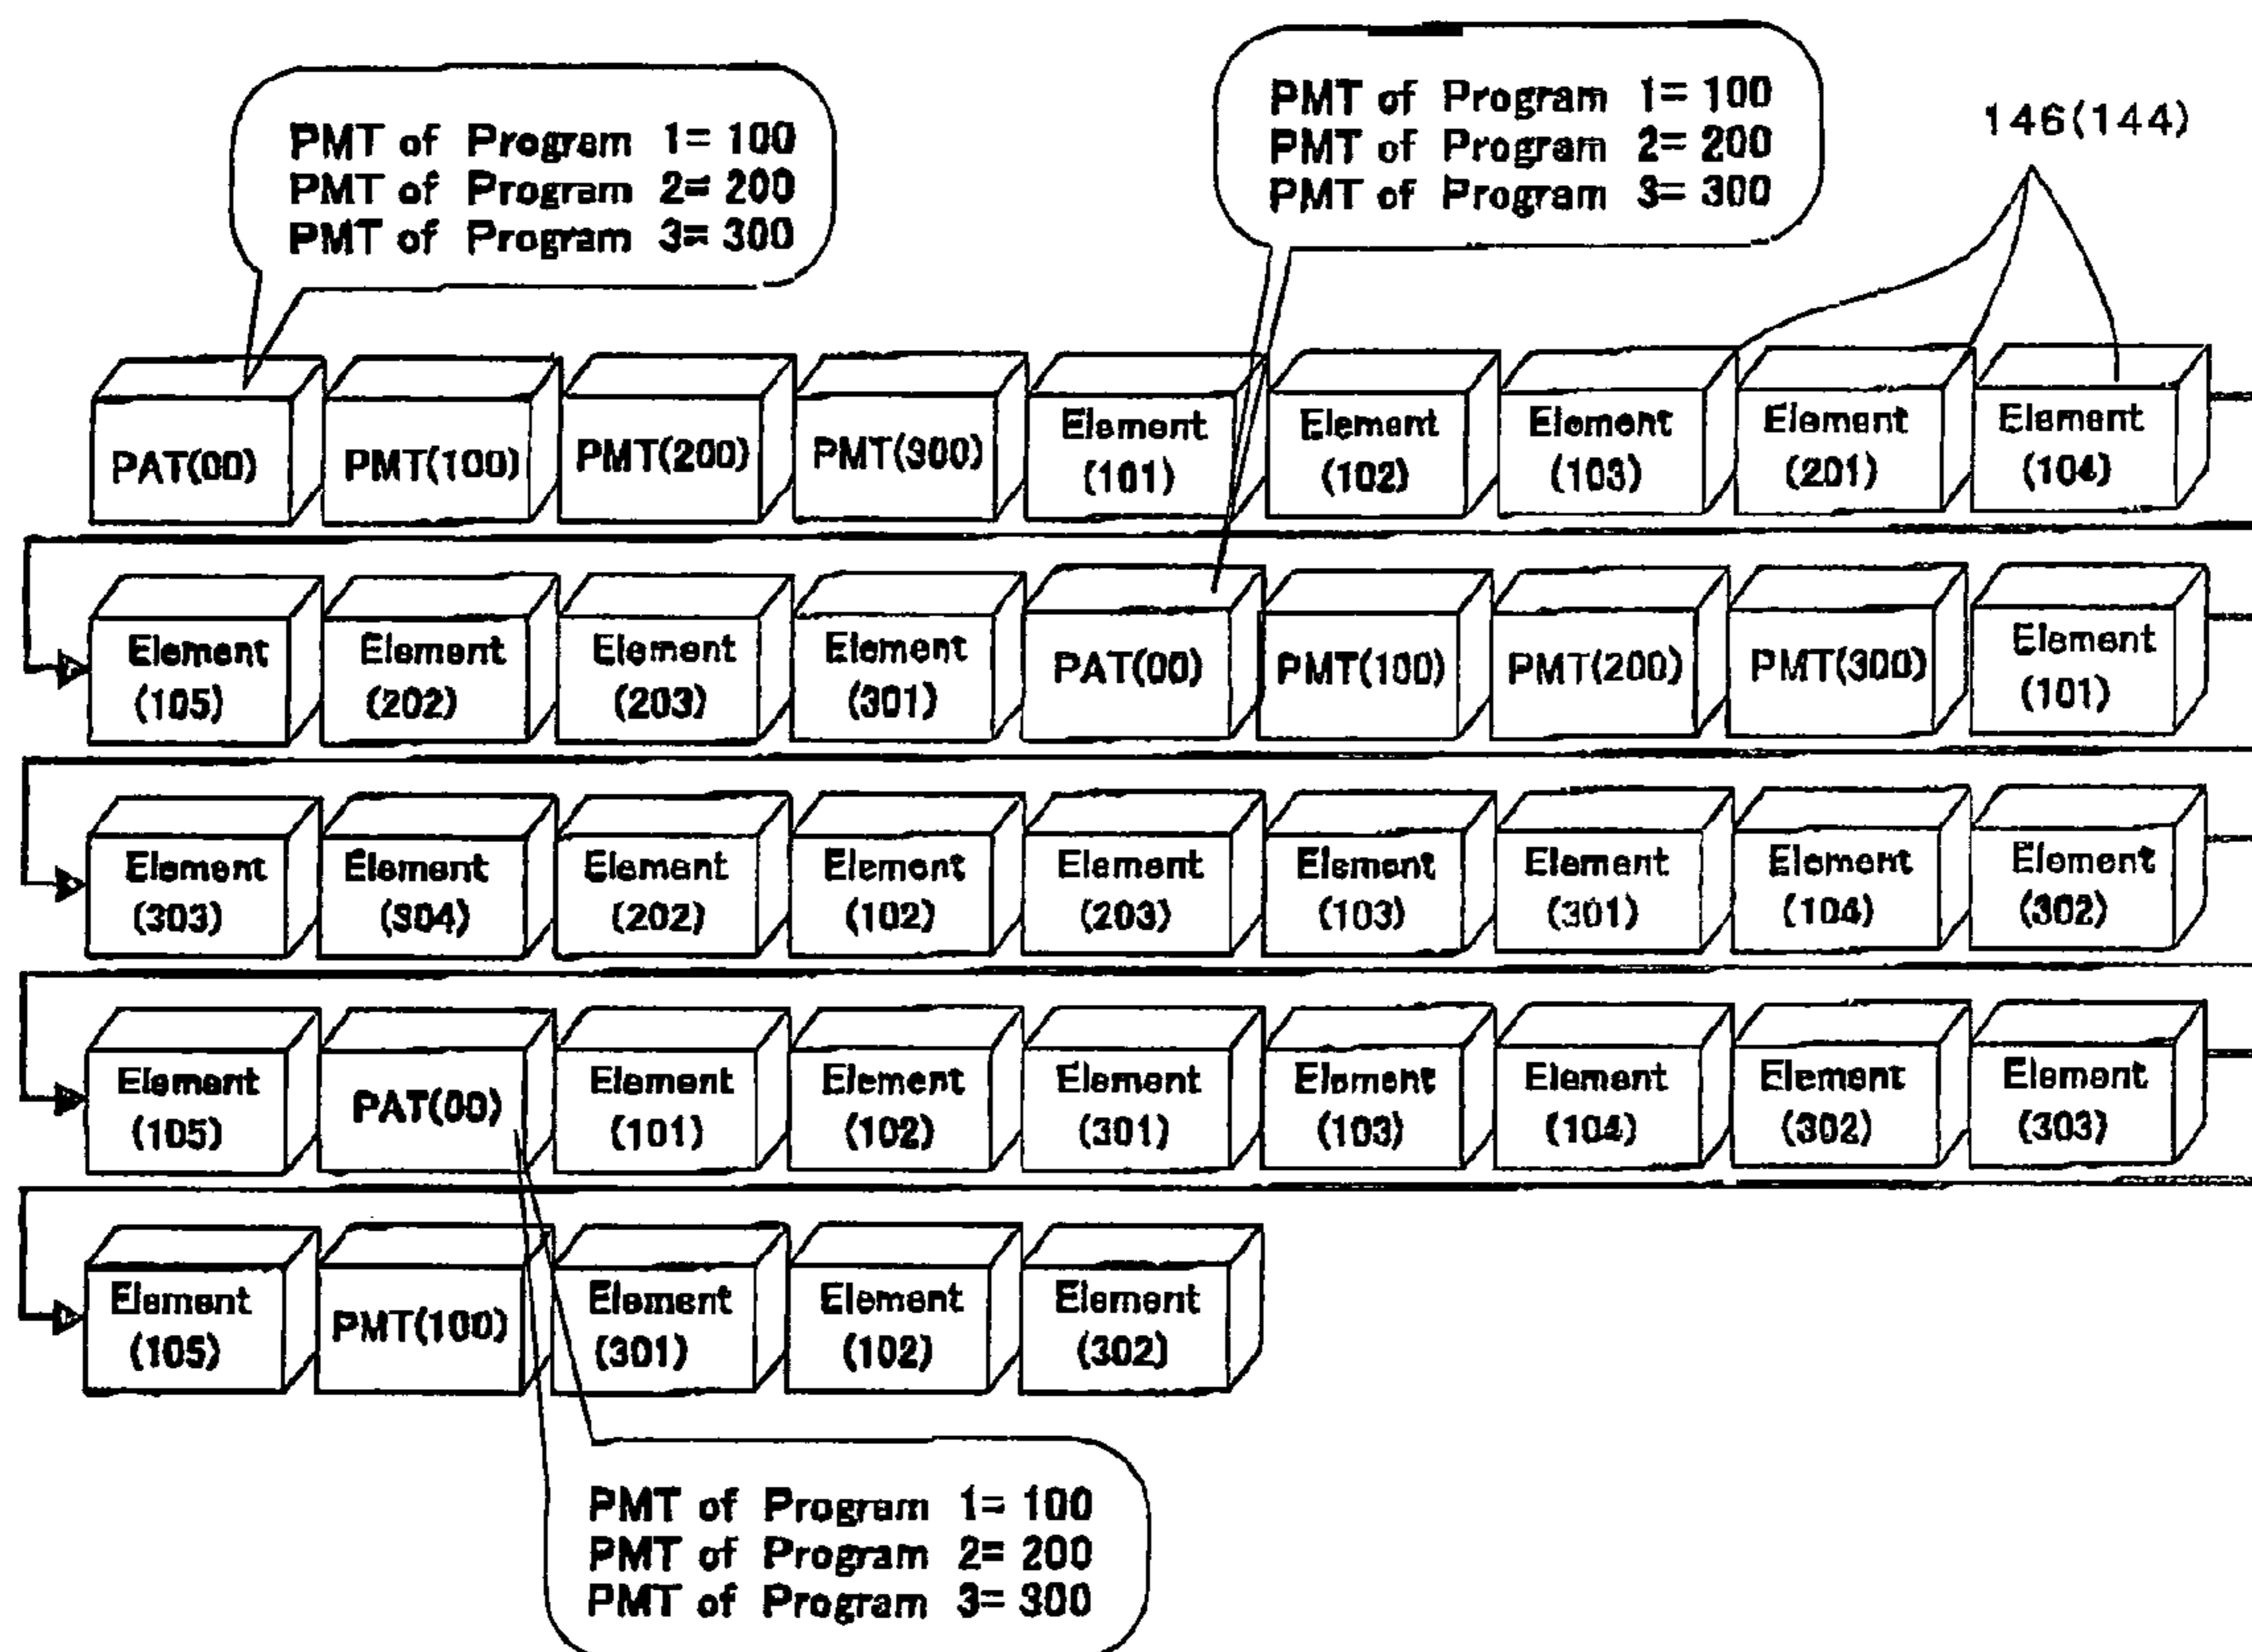 PMT of Program 1= 100
PMT of Program 2= 200
PMT of Program 3= 300
PMT of Program 1= 100
PMT of Program 2= 200
PMT of Program 3= 300
146(144)
PAT(00)
PMT(100)
PMT(200)
PMT(300)
Element
(101)
Element
(102)
Element
(103)
Element
(201)
Element
(104)
Element
(105)
Element
(202)
Element
(203)
Element
(301)
PAT(00)
PMT(100)
PMT(200)
PMT(300)
Element
(101)
Element
(303)
Element
(304)
Element
(202)
Element
(102)
Element
(203)
Element
(103)
Element
(301)
Element
(104)
Element
(302)
Element
(105)
PAT(00)
Element
(101)
Element
(102)
Element
(301)
Element
(103)
Element
(104)
Element
(302)
Element
(303)
Element
(105)
PMT(100)
Element
(301)
Element
(102)
Element
(302)
PMT of Program 1= 100
PMT of Program 2= 200
PMT of Program 3= 300